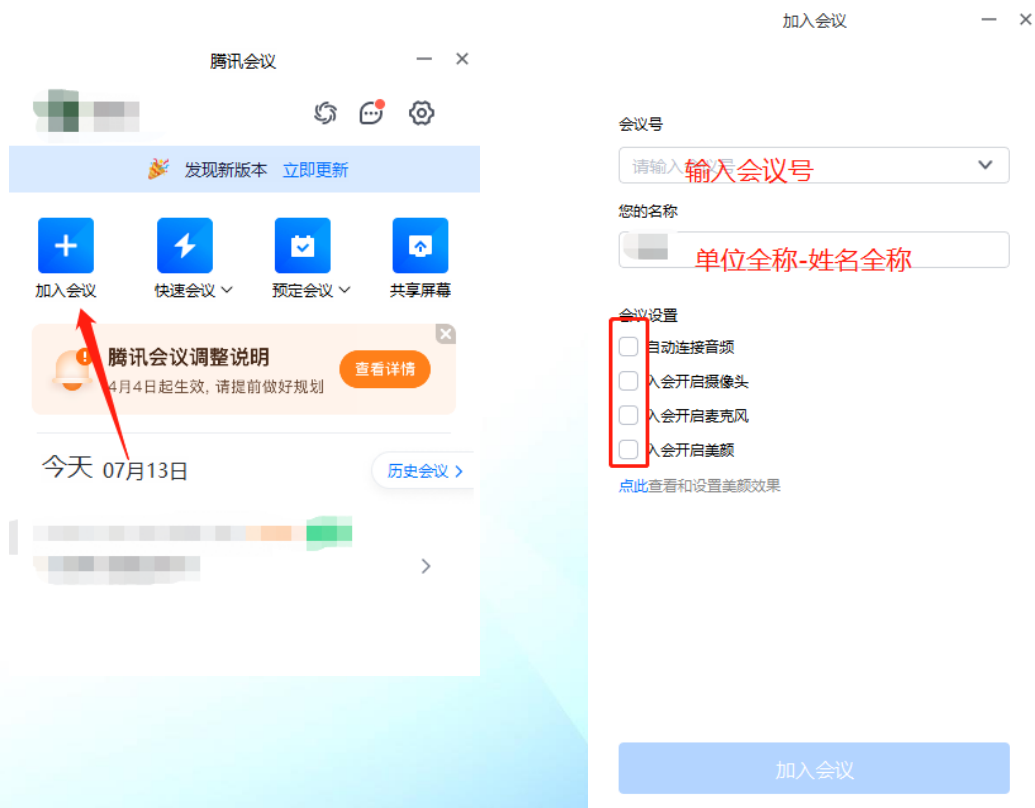 腾讯会议
发现新版本 立即更新
加入会议 快速会议 预定会议 共享屏幕
腾讯会议调整说明
4月4日起生效, 请提前做好规划
查看详情
今天 07月13日
历史会议
加入会议
会议号
请输入会议号
输入会议号
您的名称
单位全称-姓名全称
会议设置
自动连接音频
入会开启摄像头
入会开启麦克风
入会开启美颜
点此查看和设置美颜效果
加入会议